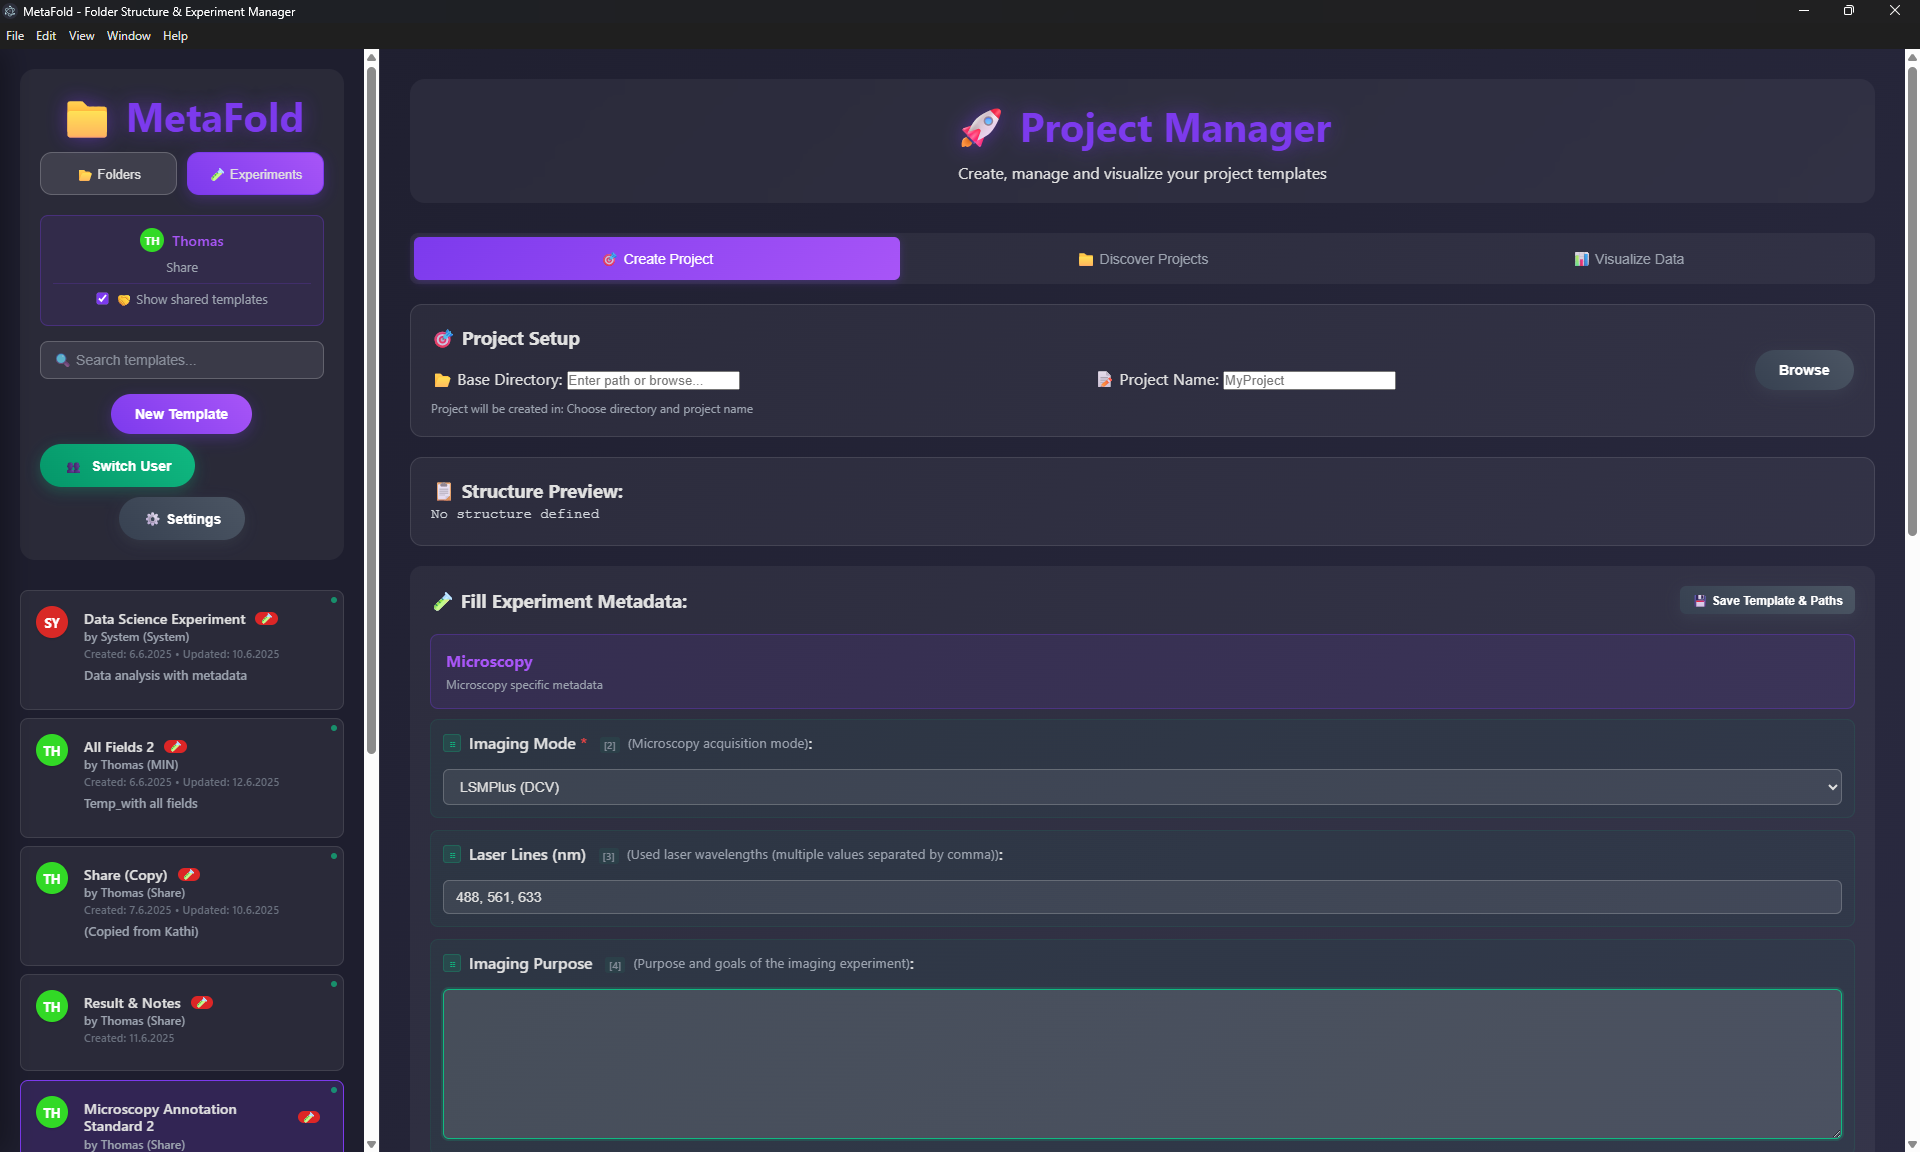 MetaFold - Folder Structure & Experiment Manager
File Edit View Window Help
MetaFold
Folders
Experiments
TH Thomas
Share
Show shared templates
Search templates...
New Template
Switch User
Settings
SY
Data Science Experiment
by System (System)
Created: 6.6.2025 • Updated: 10.6.2025
Data analysis with metadata
TH
All Fields 2
by Thomas (MIN)
Created: 6.6.2025 • Updated: 12.6.2025
Temp_with all fields
TH
Share (Copy)
by Thomas (Share)
Created: 7.6.2025 • Updated: 10.6.2025
(Copied from Kathi)
TH
Result & Notes
by Thomas (Share)
Created: 11.6.2025
TH
Microscopy Annotation
Standard 2
by Thomas (Share)
Project Manager
Create, manage and visualize your project templates
Create Project
Discover Projects
Visualize Data
Project Setup
Base Directory: Enter path or browse...
Project Name: MyProject
Browse
Project will be created in: Choose directory and project name
Structure Preview:
No structure defined
Fill Experiment Metadata:
Save Template & Paths
Microscopy
Microscopy specific metadata
Imaging Mode * [2] (Microscopy acquisition mode):
LSMPlus (DCV)
Laser Lines (nm) [3] (Used laser wavelengths (multiple values separated by comma)):
488, 561, 633
Imaging Purpose [4] (Purpose and goals of the imaging experiment):